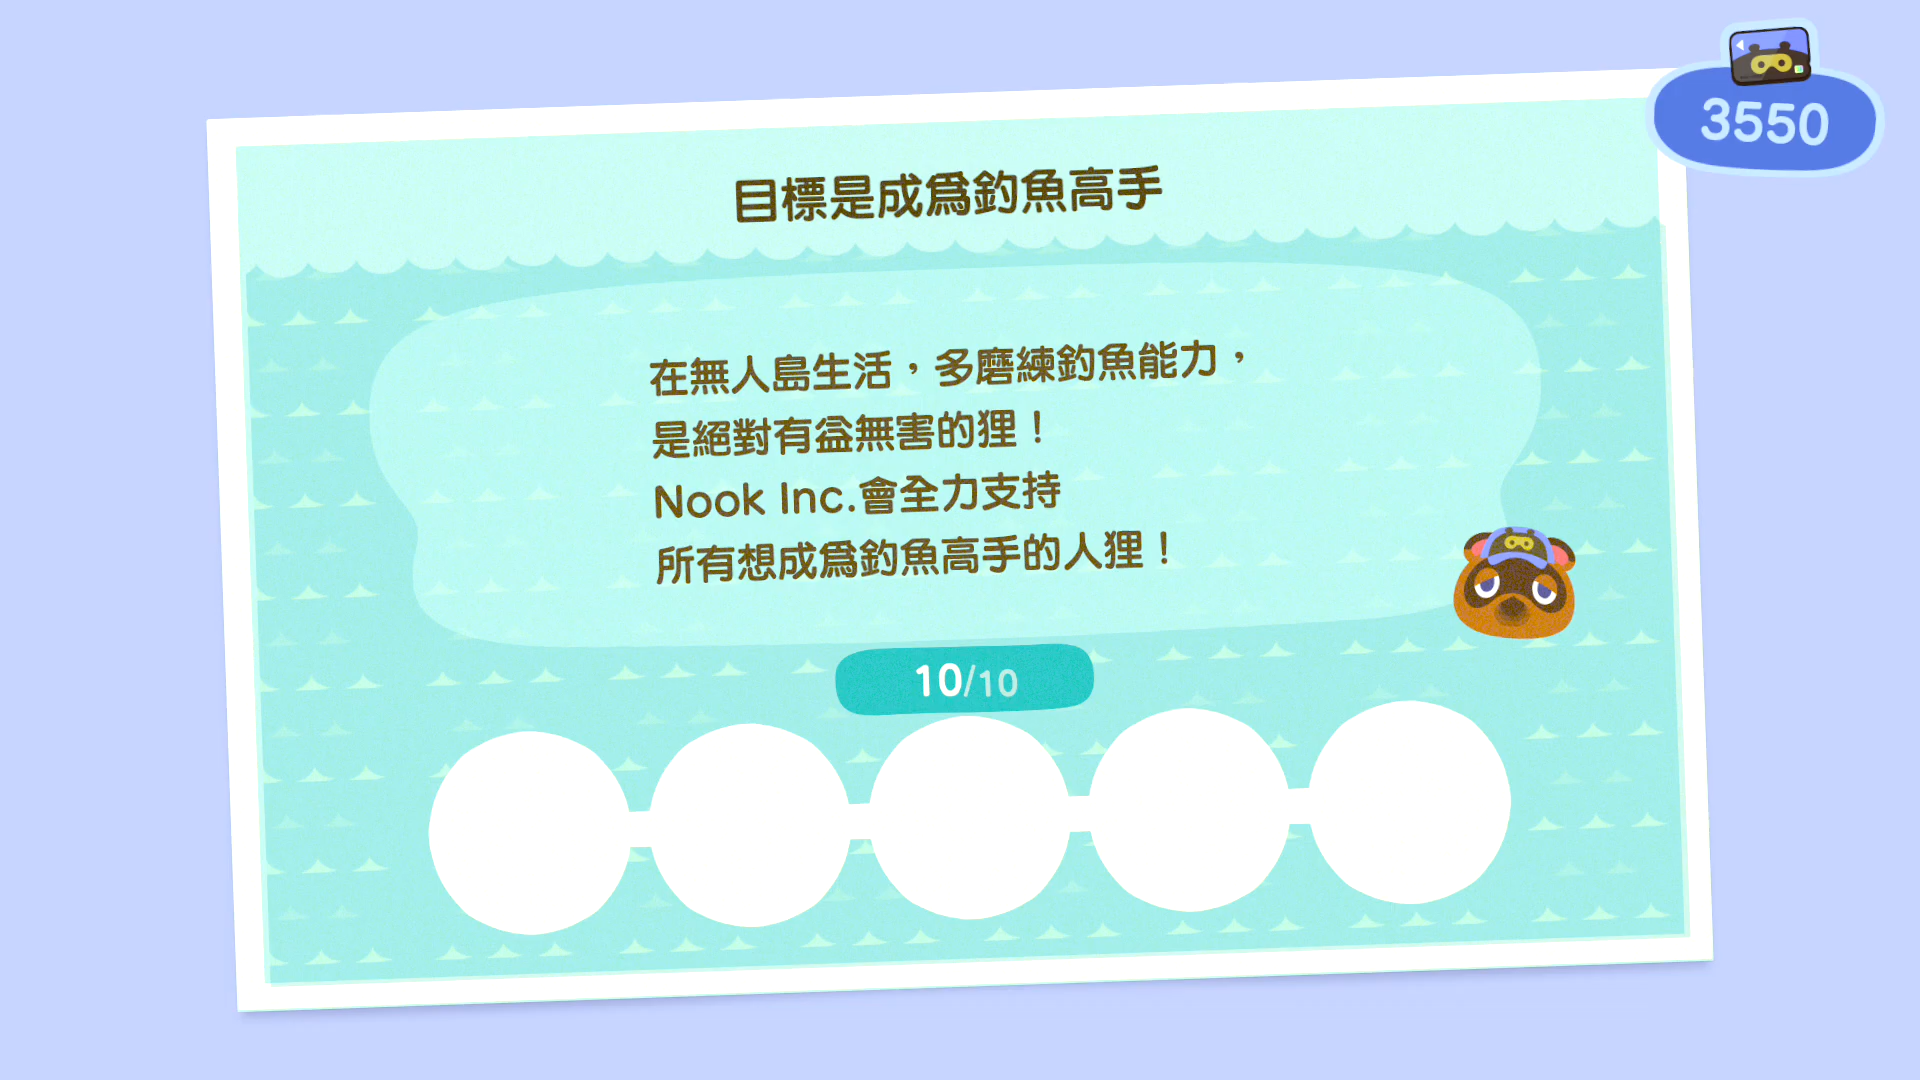 3550
目標是成爲釣魚高手
在無人島生活，多磨練釣魚能力，
是絕對有益無害的狸！
Nook Inc.會全力支持
所有想成爲釣魚高手的人狸！
10/10